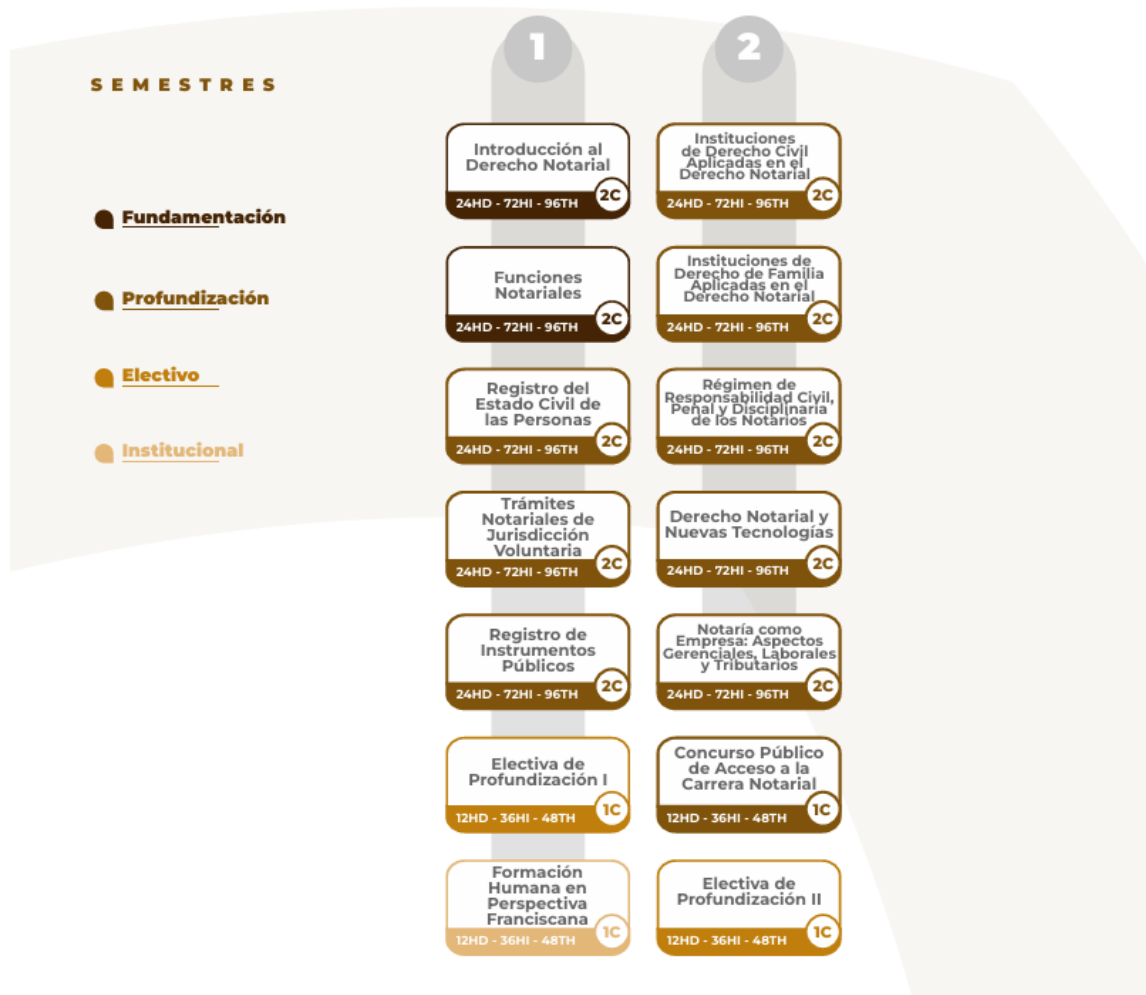 1
2
SEMESTRES
Fundamentación
Profundización
Electivo
Institucional
Introducción al
Derecho Notarial
2C
24HD - 72HI - 96TH
Funciones
Notariales
2C
24HD - 72HI - 96TH
Registro del
Estado Civil de
las Personas
2C
24HD - 72HI - 96TH
Trámites
Notariales de
Jurisdicción
Voluntaria
2C
24HD - 72HI - 96TH
Registro de
Instrumentos
Públicos
2C
24HD - 72HI - 96TH
Electiva de
Profundización I
1C
12HD - 36HI - 48TH
Formación
Humana en
Perspectiva
Franciscana
1C
12HD - 36HI - 48TH
Instituciones
de Derecho Civil
Aplicadas en el
Derecho Notarial
2C
24HD - 72HI - 96TH
Instituciones de
Derecho de Familia
Aplicadas en el
Derecho Notarial
2C
24HD - 72HI - 96TH
Régimen de
Responsabilidad Civil,
Penal y Disciplinaria
de los Notarios
2C
24HD - 72HI - 96TH
Derecho Notarial y
Nuevas Tecnologías
2C
24HD - 72HI - 96TH
Notaría como
Empresa: Aspectos
Gerenciales, Laborales
y Tributarios
2C
24HD - 72HI - 96TH
Concurso Público
de Acceso a la
Carrera Notarial
1C
12HD - 36HI - 48TH
Electiva de
Profundización II
1C
12HD - 36HI - 48TH